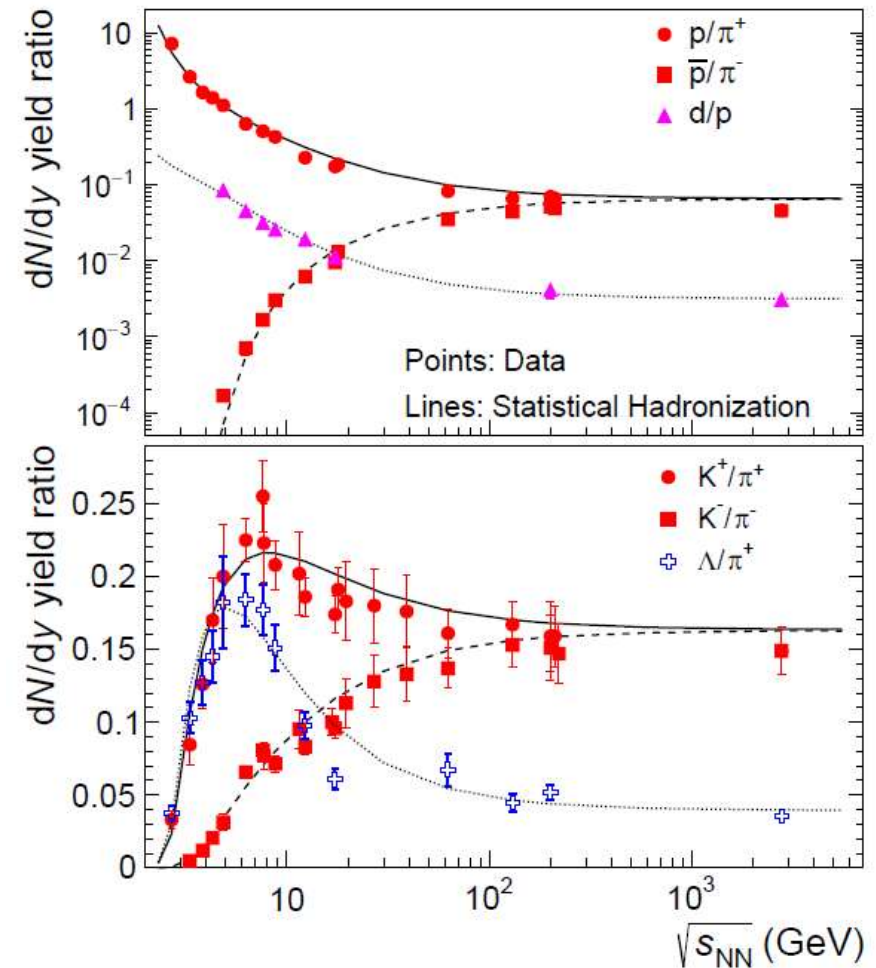 dN/dy yield ratio
10
1
10⁻¹
10⁻²
10⁻³
10⁻⁴
p/π⁺
p̅/π⁻
d/p
Points: Data
Lines: Statistical Hadronization
dN/dy yield ratio
0.25
0.2
0.15
0.1
0.05
0
K⁺/π⁺
K⁻/π⁻
Λ/π⁺
10
10²
10³
√s_NN (GeV)